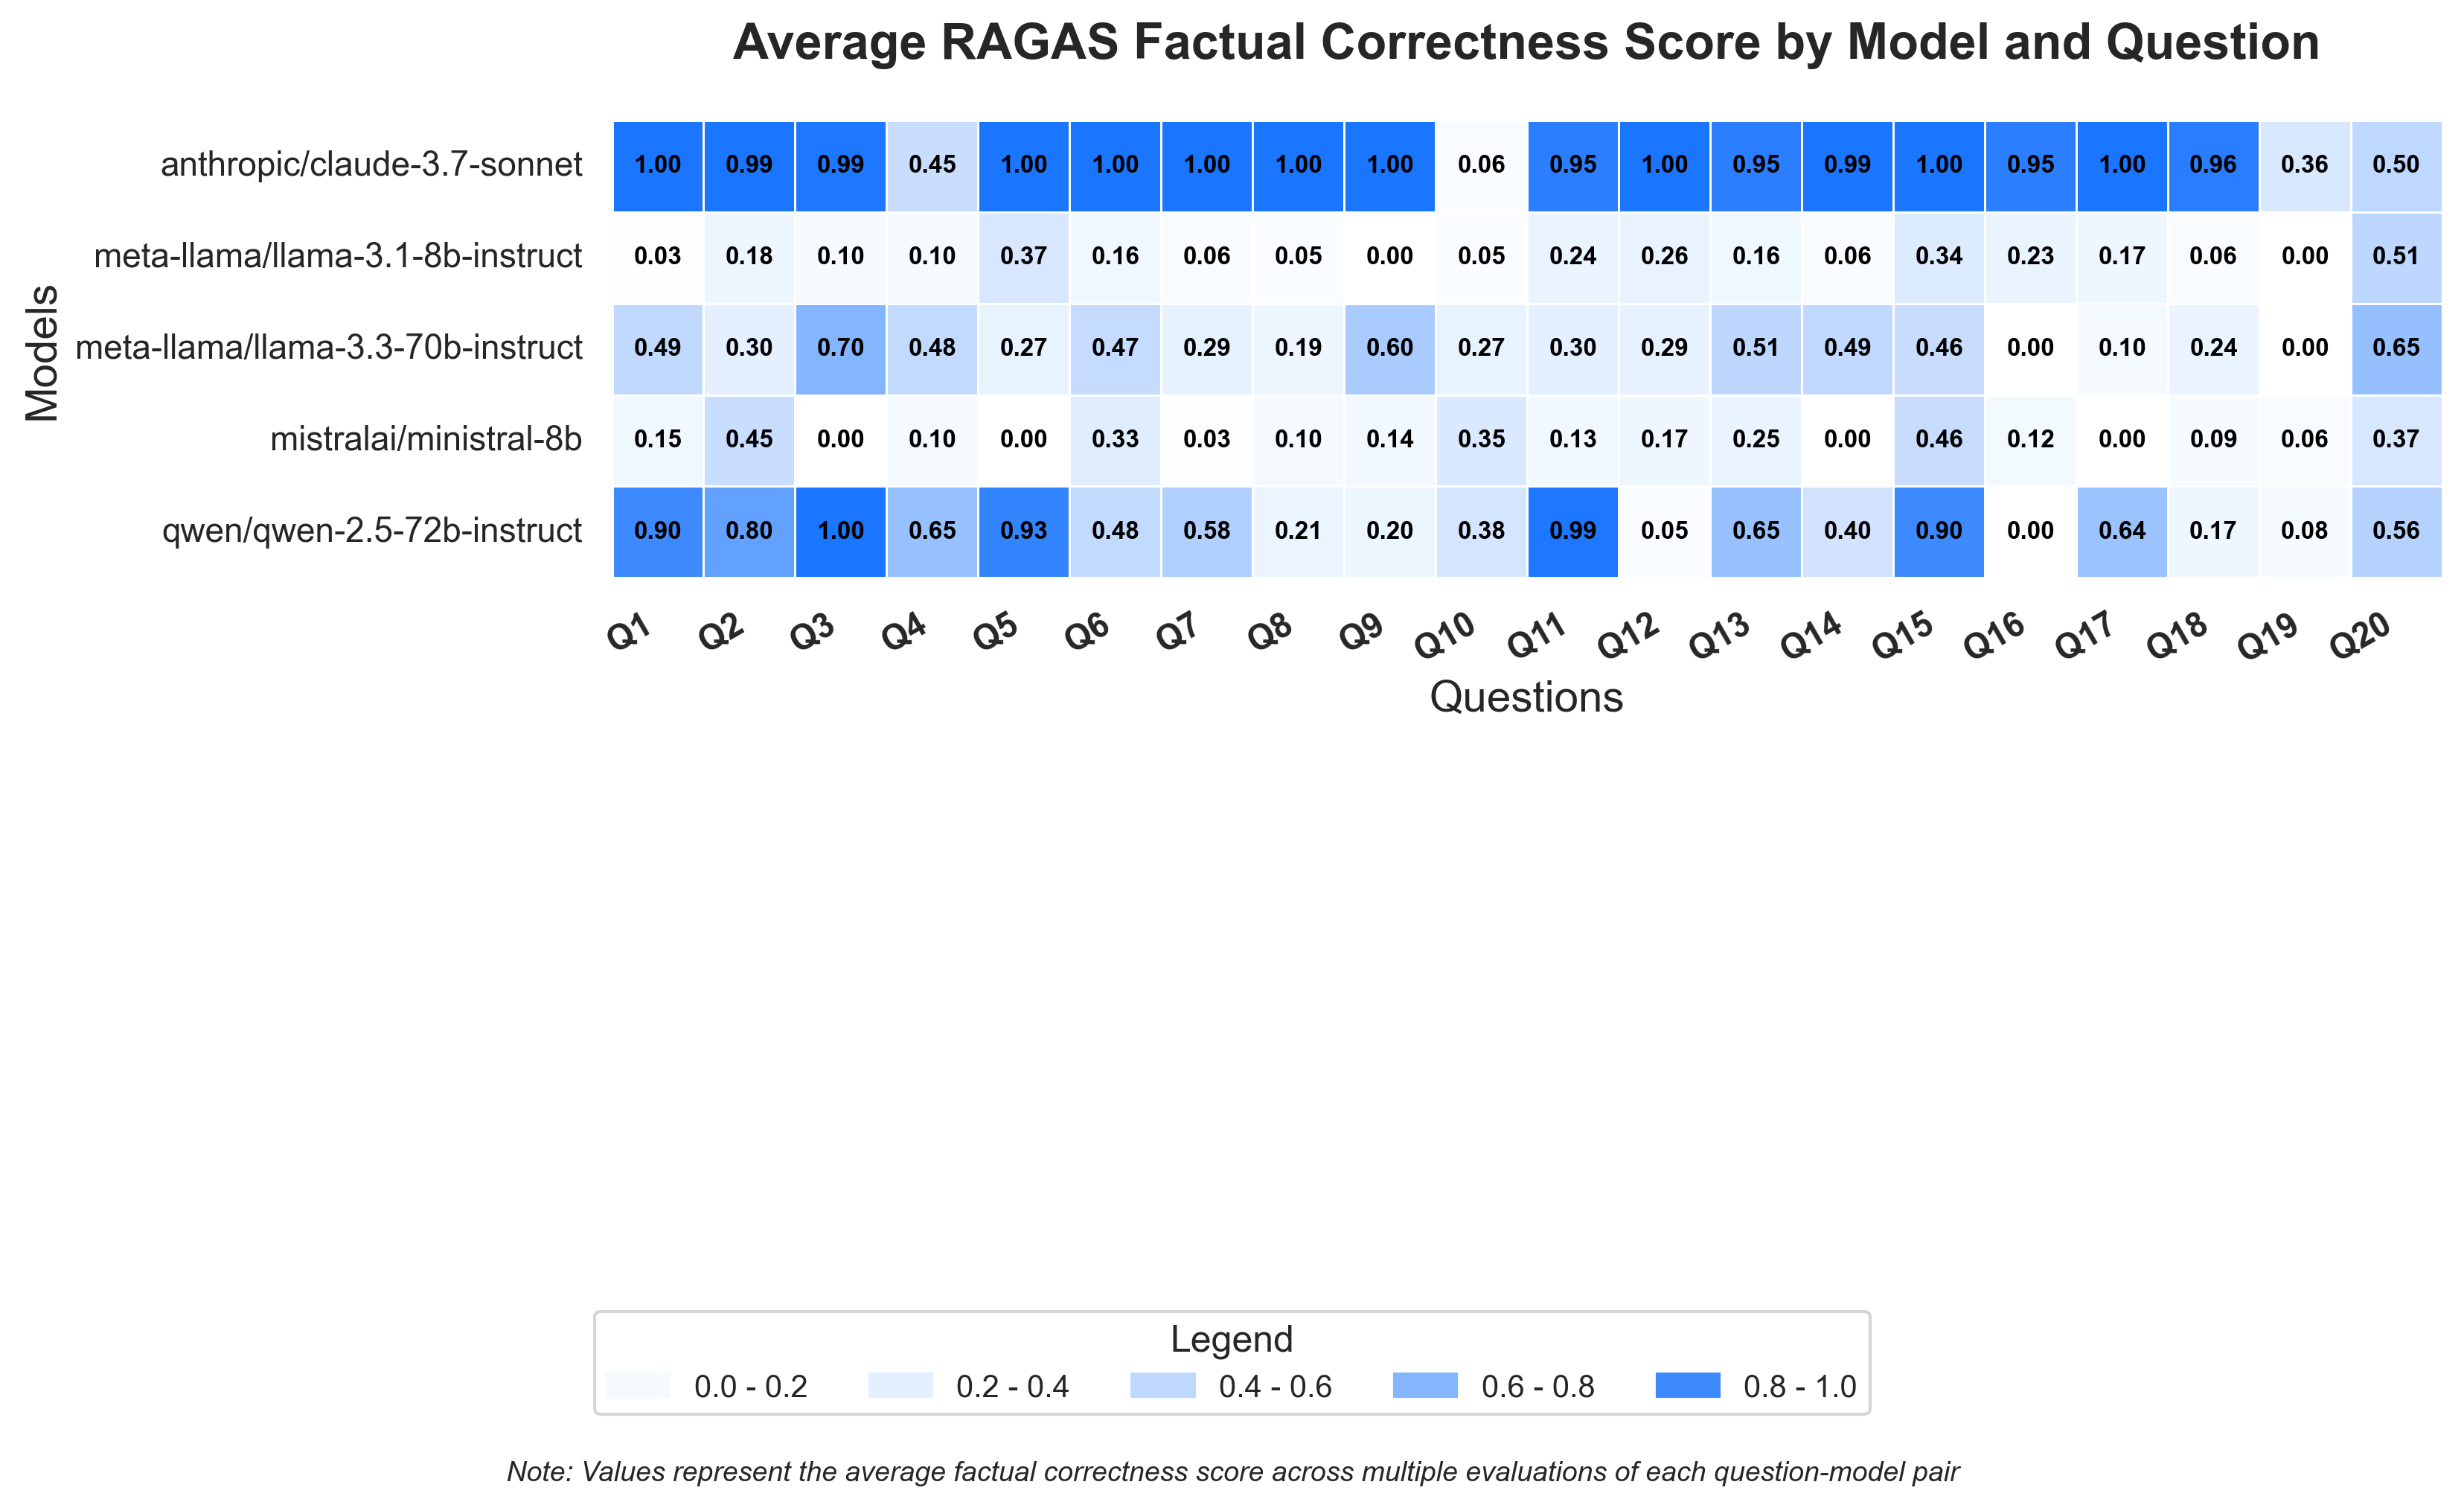 Average RAGAS Factual Correctness Score by Model and Question
Models
anthropic/claude-3.7-sonnet 1.00 0.99 0.99 0.45 1.00 1.00 1.00 1.00 1.00 0.06 0.95 1.00 0.95 0.99 1.00 0.95 1.00 0.96 0.36 0.50
meta-llama/llama-3.1-8b-instruct 0.03 0.18 0.10 0.10 0.37 0.16 0.06 0.05 0.00 0.05 0.24 0.26 0.16 0.06 0.34 0.23 0.17 0.06 0.00 0.51
meta-llama/llama-3.3-70b-instruct 0.49 0.30 0.70 0.48 0.27 0.47 0.29 0.19 0.60 0.27 0.30 0.29 0.51 0.49 0.46 0.00 0.10 0.24 0.00 0.65
mistralai/ministral-8b 0.15 0.45 0.00 0.10 0.00 0.33 0.03 0.10 0.14 0.35 0.13 0.17 0.25 0.00 0.46 0.12 0.00 0.09 0.06 0.37
qwen/qwen-2.5-72b-instruct 0.90 0.80 1.00 0.65 0.93 0.48 0.58 0.21 0.20 0.38 0.99 0.05 0.65 0.40 0.90 0.00 0.64 0.17 0.08 0.56
Q1 Q2 Q3 Q4 Q5 Q6 Q7 Q8 Q9 Q10 Q11 Q12 Q13 Q14 Q15 Q16 Q17 Q18 Q19 Q20
Questions
Legend
0.0 - 0.2 0.2 - 0.4 0.4 - 0.6 0.6 - 0.8 0.8 - 1.0
Note: Values represent the average factual correctness score across multiple evaluations of each question-model pair